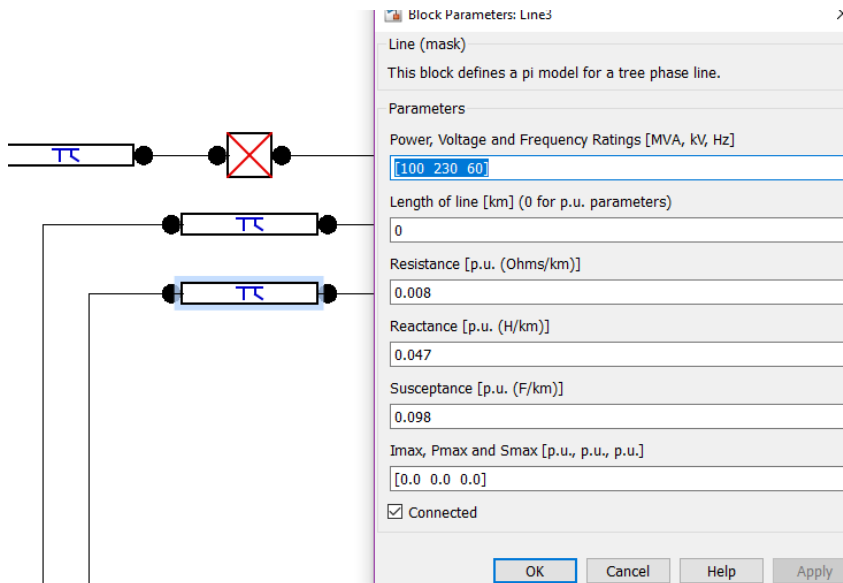 Block Parameters: Line3
Line (mask)
This block defines a pi model for a tree phase line.
Parameters
Power, Voltage and Frequency Ratings [MVA, kV, Hz]
[100 230 60]
Length of line [km] (0 for p.u. parameters)
0
Resistance [p.u. (Ohms/km)]
0.008
Reactance [p.u. (H/km)]
0.047
Susceptance [p.u. (F/km)]
0.098
Imax, Pmax and Smax [p.u., p.u., p.u.]
[0.0 0.0 0.0]
Connected
OK Cancel Help Apply